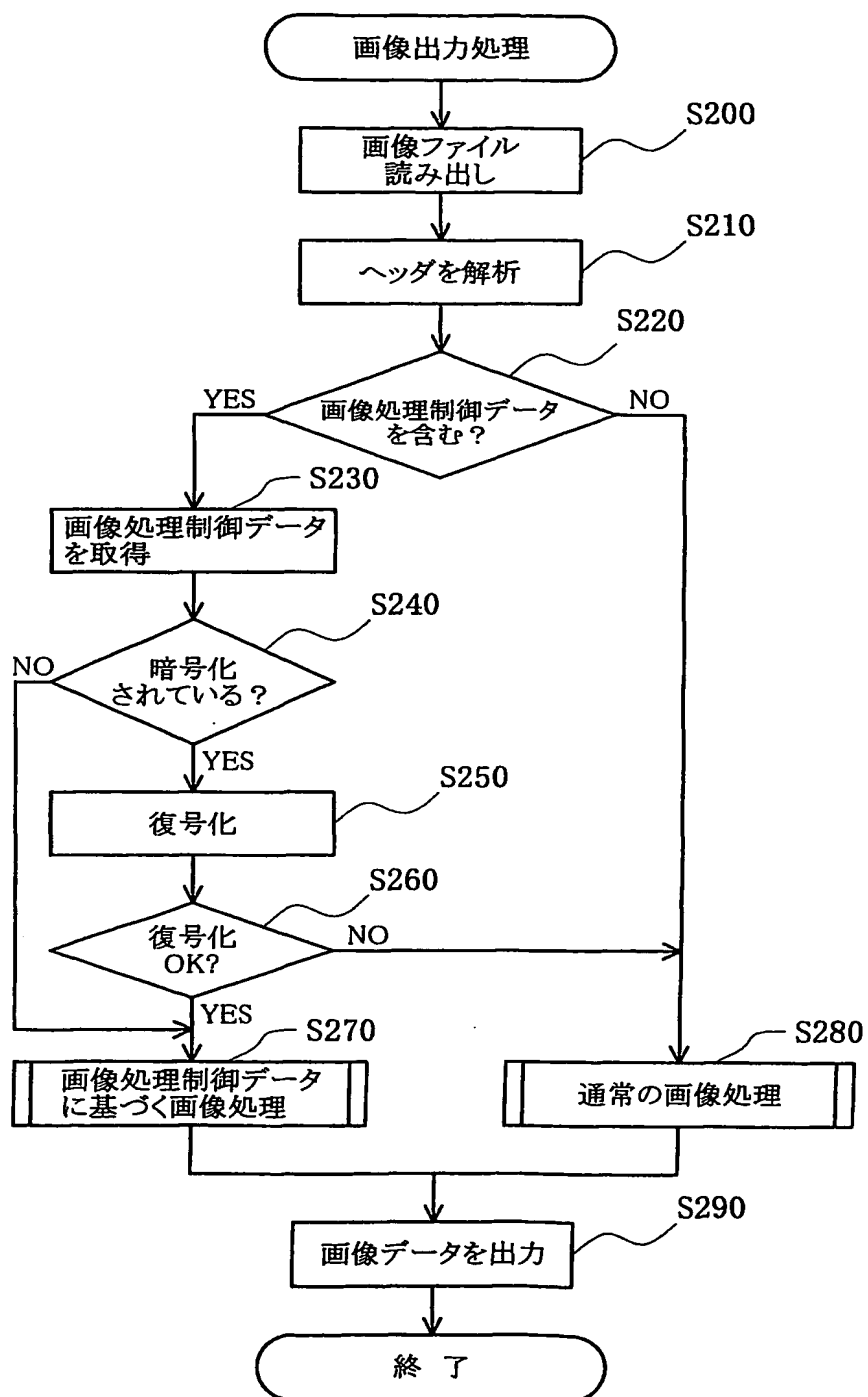 画像出力処理
S200
画像ファイル
読み出し
S210
ヘッダを解析
S220
YES
画像処理制御データ
を含む？
NO
S230
画像処理制御データ
を取得
S240
NO
暗号化
されている？
YES
S250
復号化
S260
復号化
OK?
NO
YES
S270
画像処理制御データ
に基づく画像処理
S280
通常の画像処理
S290
画像データを出力
終 了